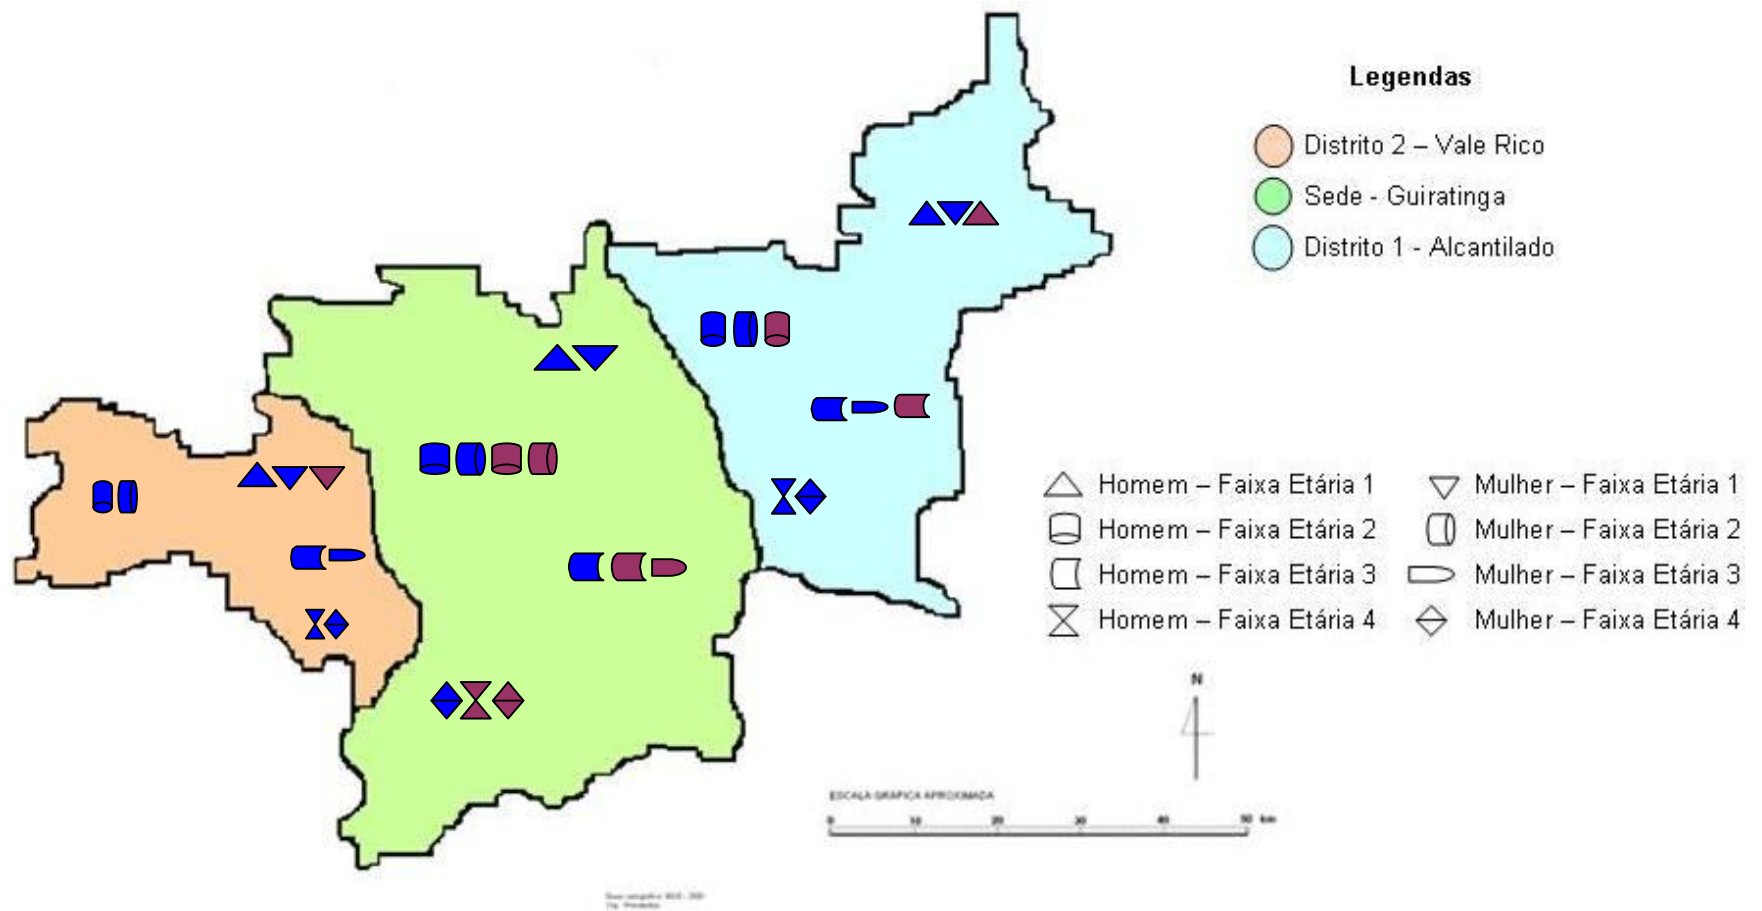 Legendas
Distrito 2 – Vale Rico
Sede - Guiratinga
Distrito 1 - Alcantilado
Homem – Faixa Etária 1
Mulher – Faixa Etária 1
Homem – Faixa Etária 2
Mulher – Faixa Etária 2
Homem – Faixa Etária 3
Mulher – Faixa Etária 3
Homem – Faixa Etária 4
Mulher – Faixa Etária 4
N
ESCALA GRÁFICA APROXIMADA
0 10 20 30 40 50 km